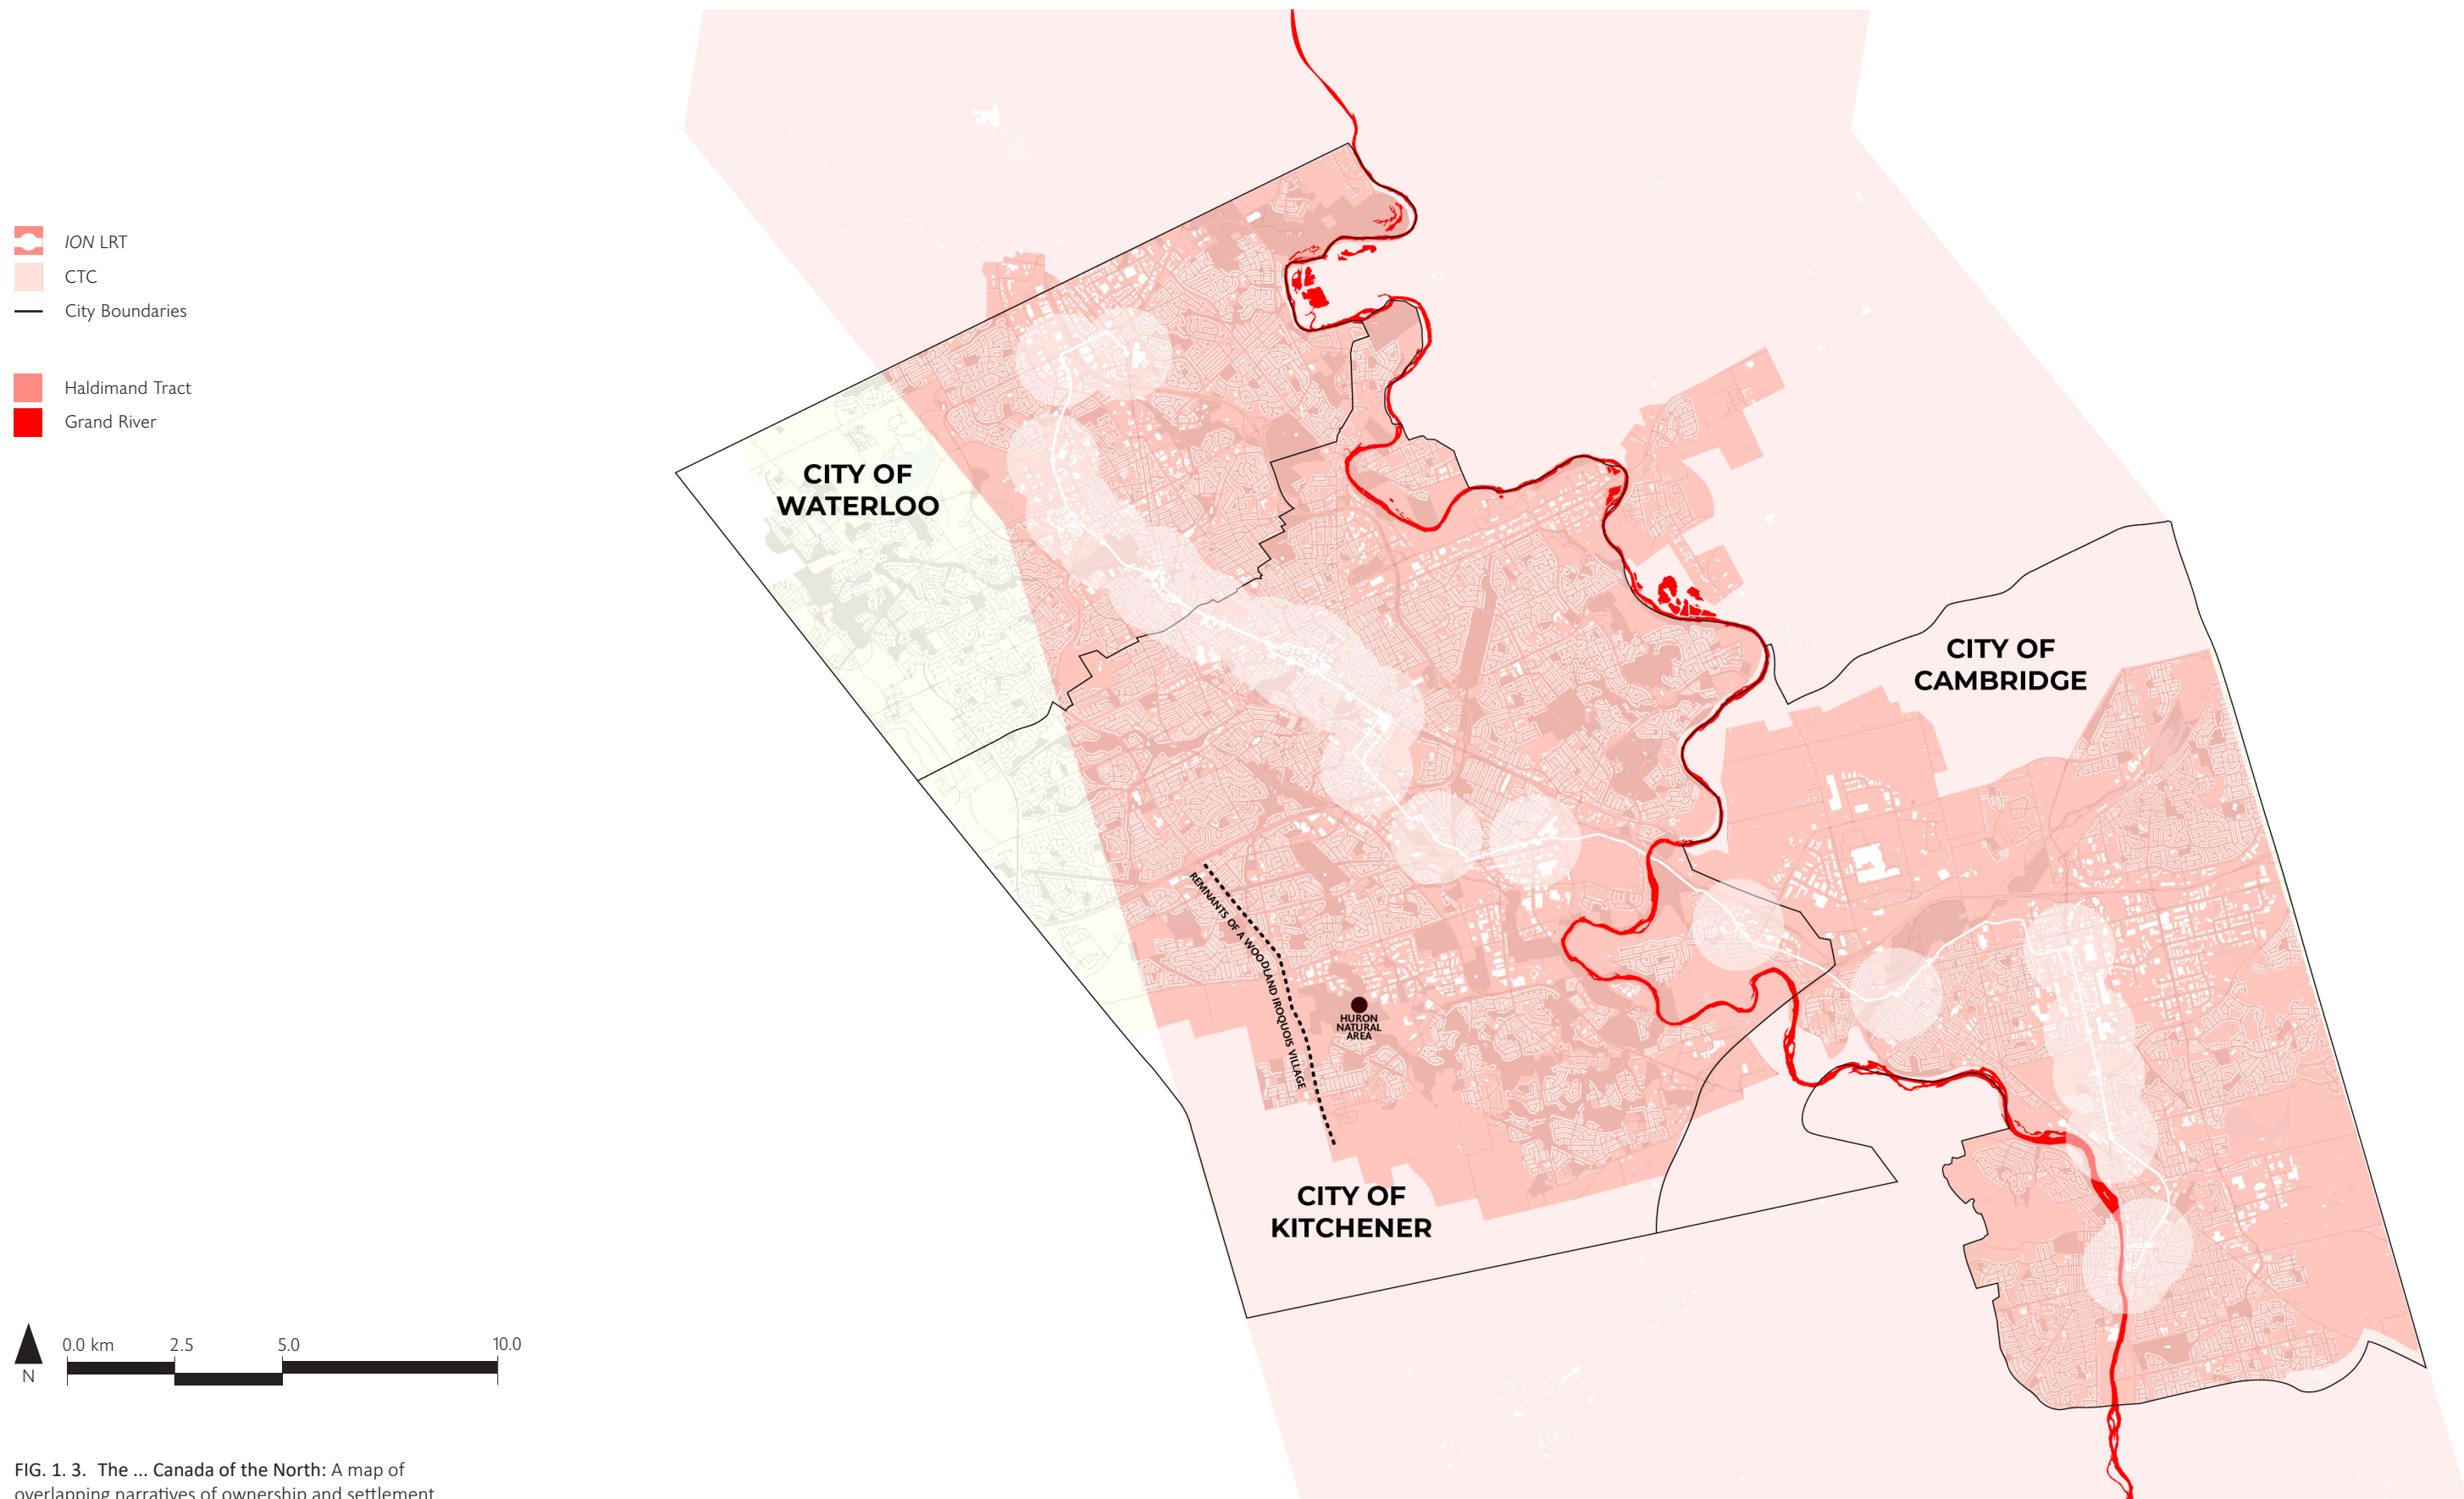 ION LRT
CTC
City Boundaries
Haldimand Tract
Grand River
CITY OF
WATERLOO
CITY OF
CAMBRIDGE
REMNANTS OF A WOODLAND IROQUOIS VILLAGE
HURON
NATURAL
AREA
CITY OF
KITCHENER
N
0.0 km 2.5 5.0 10.0
FIG. 1. 3. The ... Canada of the North: A map of
overlapping narratives of ownership and settlement.